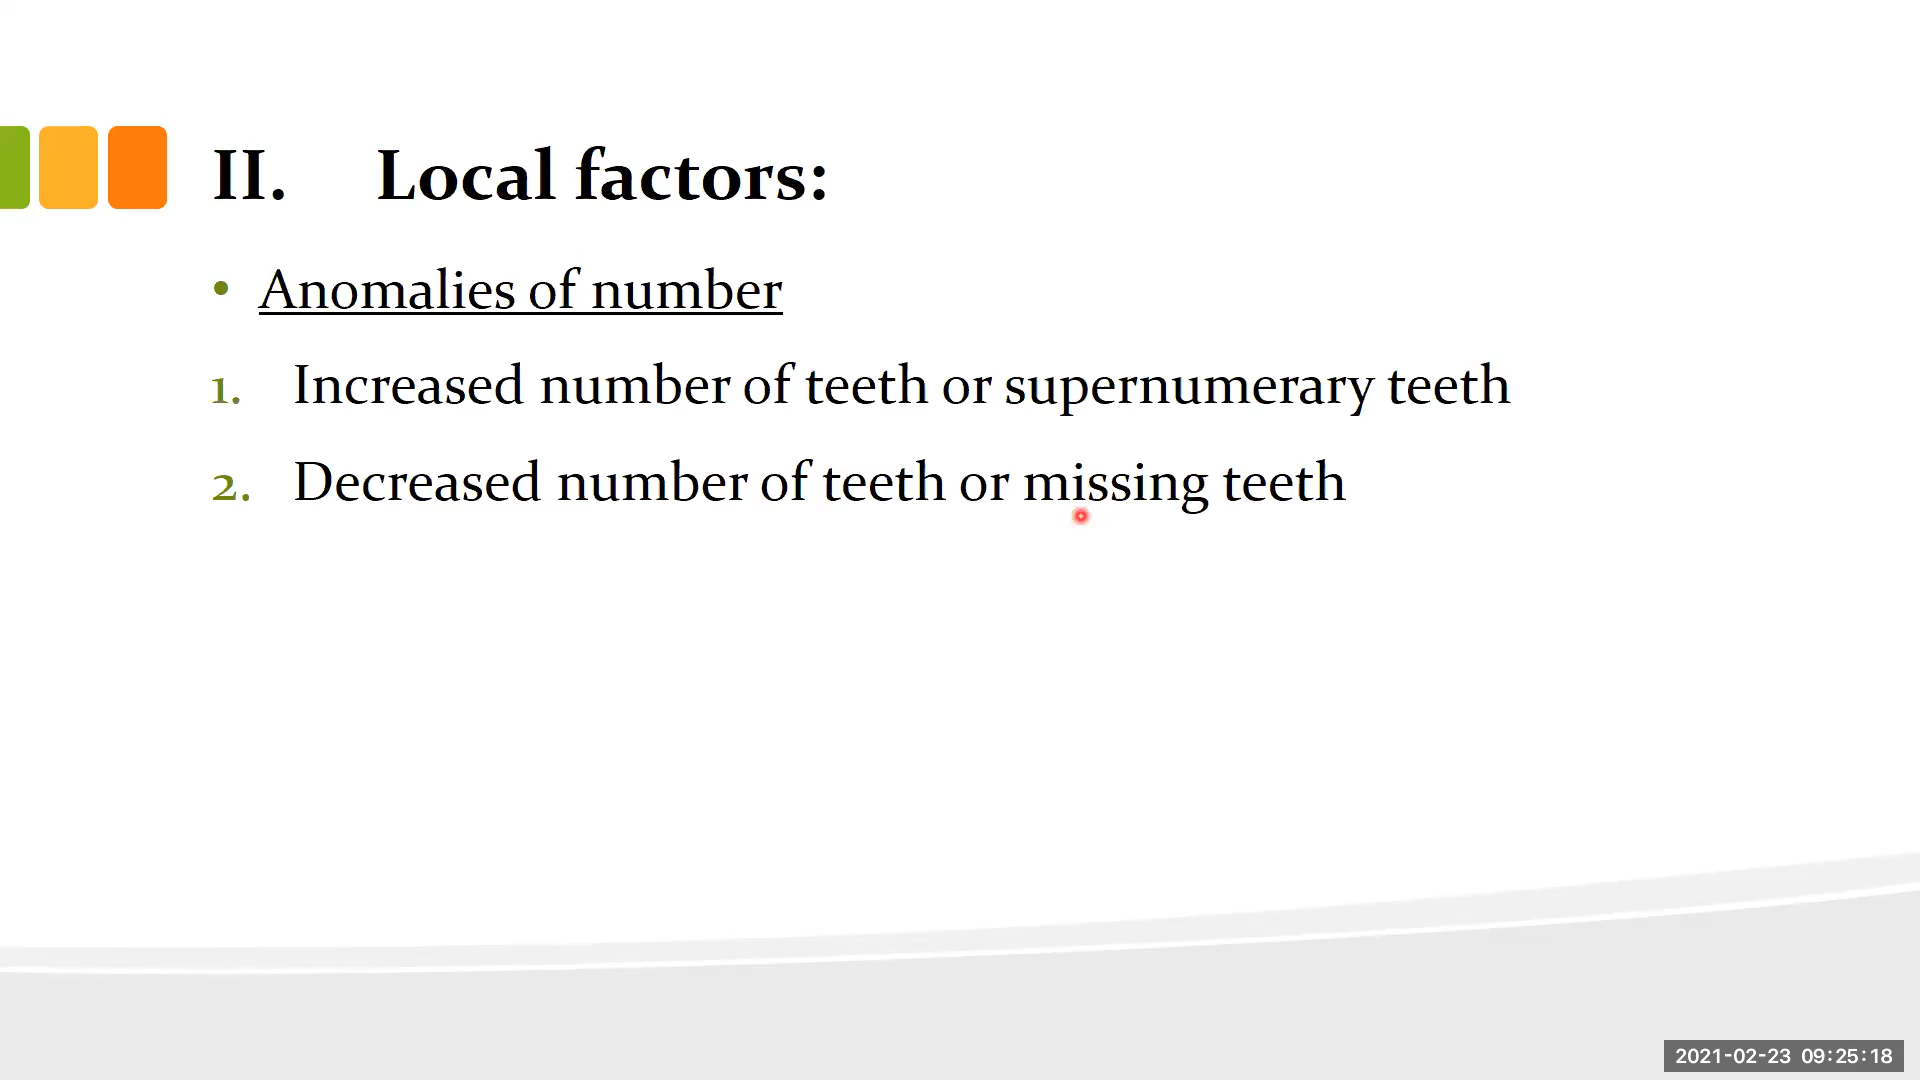 II. Local factors:
• Anomalies of number
1. Increased number of teeth or supernumerary teeth
2. Decreased number of teeth or missing teeth
2021-02-23 09:25:18